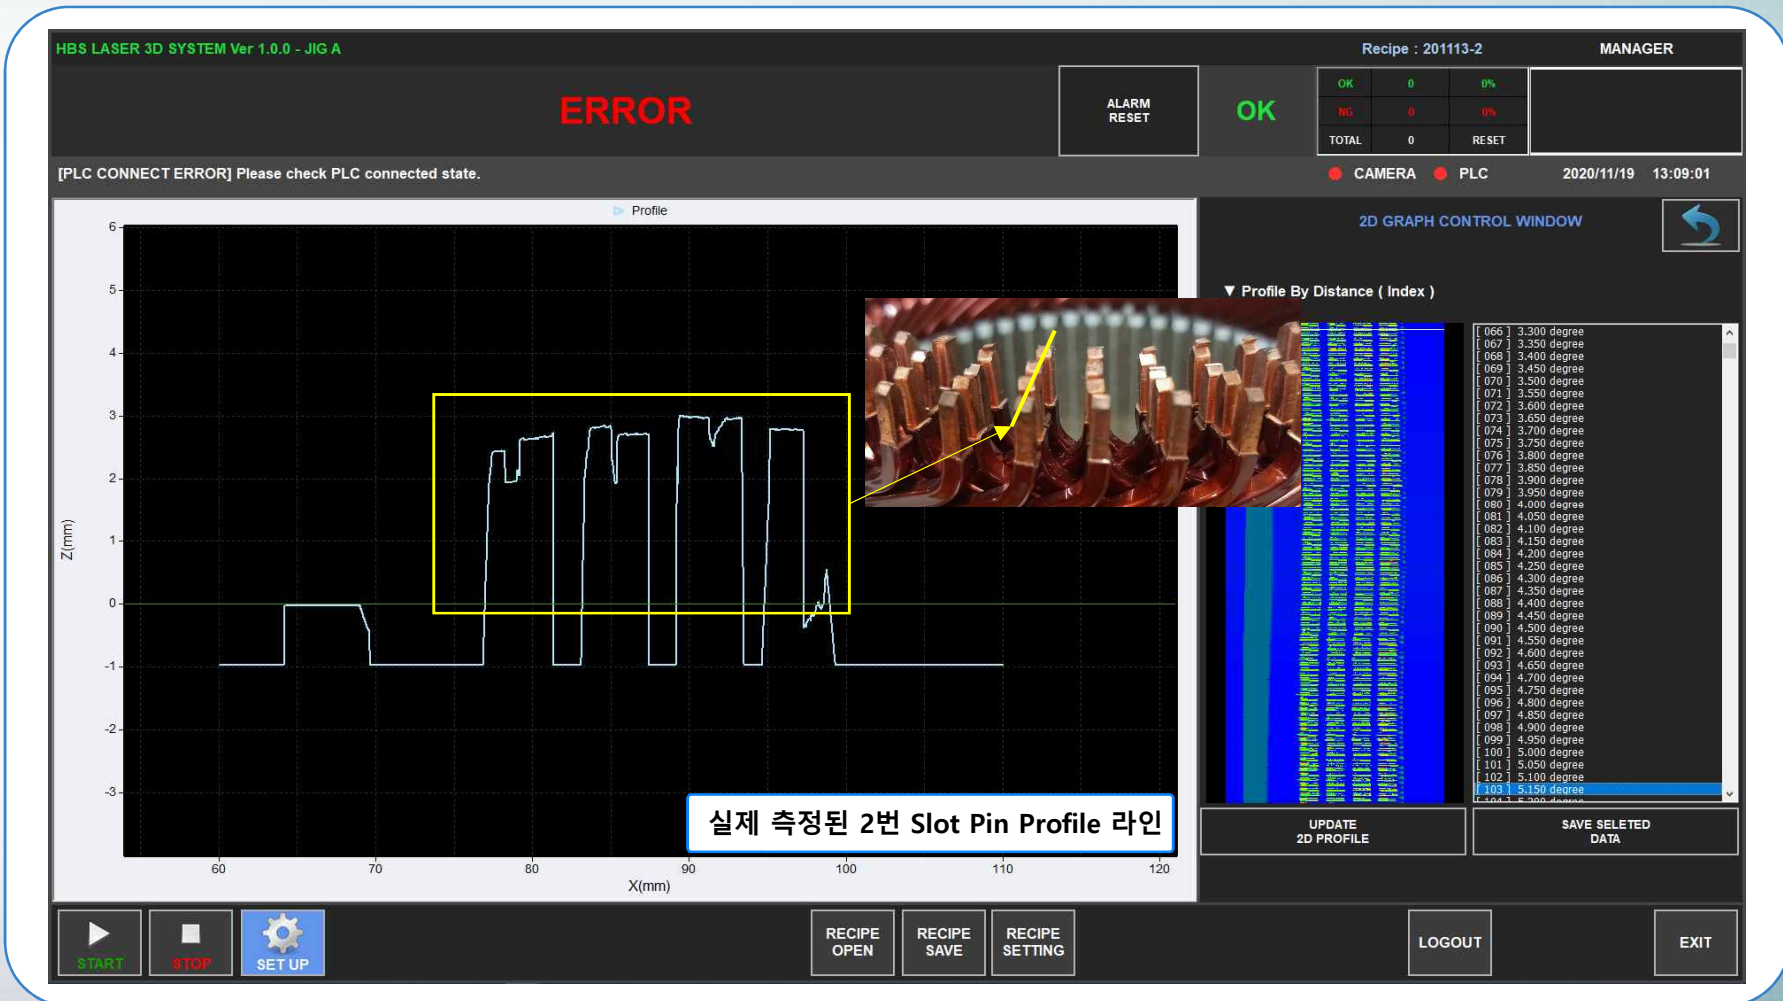 HBS LASER 3D SYSTEM Ver 1.0.0 - JIG A
Recipe : 201113-2
MANAGER
ERROR
ALARM
RESET
OK
OK 0 0%
NG 0 0%
TOTAL 0 RESET
[PLC CONNECT ERROR] Please check PLC connected state.
CAMERA
PLC
2020/11/19 13:09:01
Profile
6
5
4
3
2
1
0
-1
-2
-3
Z(mm)
60 70 80 90 100 110 120
X(mm)
실제 측정된 2번 Slot Pin Profile 라인
2D GRAPH CONTROL WINDOW
▼ Profile By Distance ( Index )
[ 066 ] 3.300 degree
[ 067 ] 3.350 degree
[ 068 ] 3.400 degree
[ 069 ] 3.450 degree
[ 070 ] 3.500 degree
[ 071 ] 3.550 degree
[ 072 ] 3.600 degree
[ 073 ] 3.650 degree
[ 074 ] 3.700 degree
[ 075 ] 3.750 degree
[ 076 ] 3.800 degree
[ 077 ] 3.850 degree
[ 078 ] 3.900 degree
[ 079 ] 3.950 degree
[ 080 ] 4.000 degree
[ 081 ] 4.050 degree
[ 082 ] 4.100 degree
[ 083 ] 4.150 degree
[ 084 ] 4.200 degree
[ 085 ] 4.250 degree
[ 086 ] 4.300 degree
[ 087 ] 4.350 degree
[ 088 ] 4.400 degree
[ 089 ] 4.450 degree
[ 090 ] 4.500 degree
[ 091 ] 4.550 degree
[ 092 ] 4.600 degree
[ 093 ] 4.650 degree
[ 094 ] 4.700 degree
[ 095 ] 4.750 degree
[ 096 ] 4.800 degree
[ 097 ] 4.850 degree
[ 098 ] 4.900 degree
[ 099 ] 4.950 degree
[ 100 ] 5.000 degree
[ 101 ] 5.050 degree
[ 102 ] 5.100 degree
[ 103 ] 5.150 degree
UPDATE
2D PROFILE
SAVE SELETED
DATA
START
STOP
SET UP
RECIPE
OPEN
RECIPE
SAVE
RECIPE
SETTING
LOGOUT
EXIT